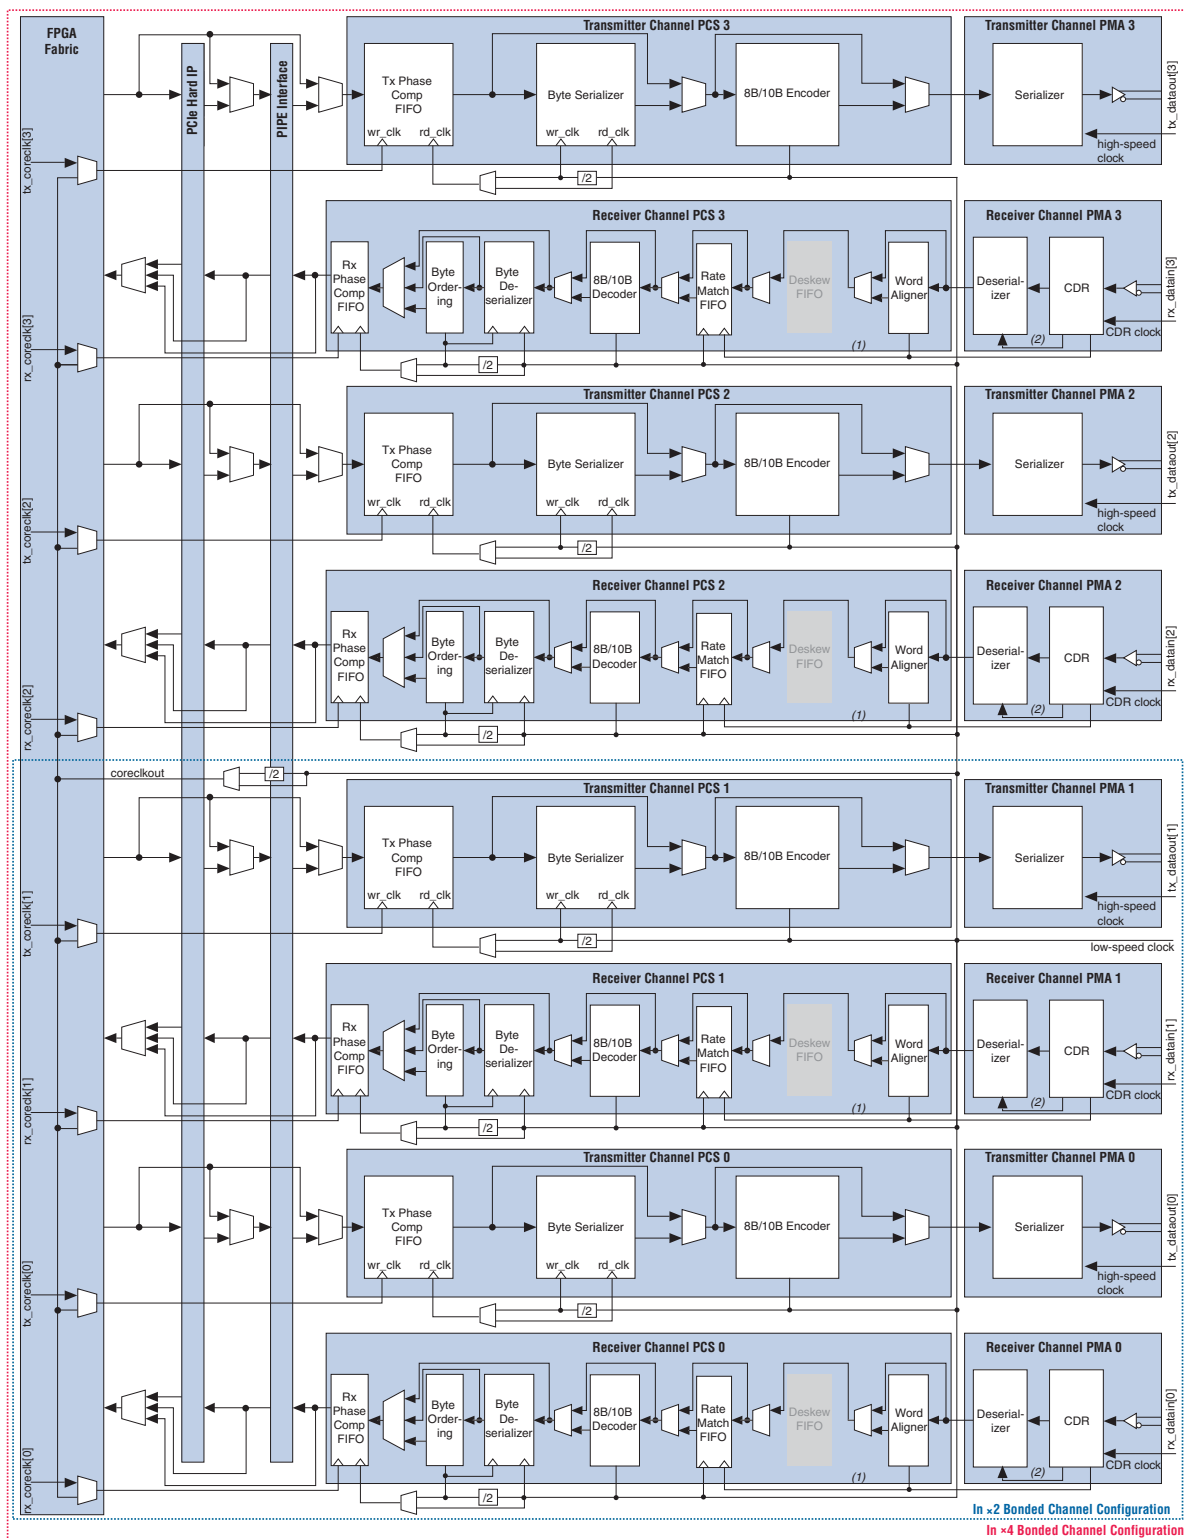 FPGA
Fabric
PCIe Hard IP
PIPE Interface
Transmitter Channel PCS 3
Transmitter Channel PMA 3
Tx Phase
Comp
FIFO
wr_clk
rd_clk
Byte Serializer
wr_clk
rd_clk
8B/10B Encoder
Serializer
high-speed
clock
tx_dataout[3]
tx_coreclk[3]
/2
Receiver Channel PCS 3
Receiver Channel PMA 3
Rx
Phase
Comp
FIFO
Byte
Order-
ing
Byte
De-
serializer
8B/10B
Decoder
Rate
Match
FIFO
Deskew
FIFO
Word
Aligner
Deserial-
izer
CDR
CDR clock
rx_datain[3]
rx_coreclk[3]
(1)
(2)
/2
Transmitter Channel PCS 2
Transmitter Channel PMA 2
Tx Phase
Comp
FIFO
wr_clk
rd_clk
Byte Serializer
wr_clk
rd_clk
8B/10B Encoder
Serializer
high-speed
clock
tx_dataout[2]
tx_coreclk[2]
/2
Receiver Channel PCS 2
Receiver Channel PMA 2
Rx
Phase
Comp
FIFO
Byte
Order-
ing
Byte
De-
serializer
8B/10B
Decoder
Rate
Match
FIFO
Deskew
FIFO
Word
Aligner
Deserial-
izer
CDR
CDR clock
rx_datain[2]
rx_coreclk[2]
(1)
(2)
/2
coreclkout
/2
Transmitter Channel PCS 1
Transmitter Channel PMA 1
Tx Phase
Comp
FIFO
wr_clk
rd_clk
Byte Serializer
wr_clk
rd_clk
8B/10B Encoder
Serializer
high-speed
clock
tx_dataout[1]
tx_coreclk[1]
/2
low-speed clock
Receiver Channel PCS 1
Receiver Channel PMA 1
Rx
Phase
Comp
FIFO
Byte
Order-
ing
Byte
De-
serializer
8B/10B
Decoder
Rate
Match
FIFO
Deskew
FIFO
Word
Aligner
Deserial-
izer
CDR
CDR clock
rx_datain[1]
rx_coreclk[1]
(1)
(2)
/2
Transmitter Channel PCS 0
Transmitter Channel PMA 0
Tx Phase
Comp
FIFO
wr_clk
rd_clk
Byte Serializer
wr_clk
rd_clk
8B/10B Encoder
Serializer
high-speed
clock
tx_dataout[0]
tx_coreclk[0]
/2
Receiver Channel PCS 0
Receiver Channel PMA 0
Rx
Phase
Comp
FIFO
Byte
Order-
ing
Byte
De-
serializer
8B/10B
Decoder
Rate
Match
FIFO
Deskew
FIFO
Word
Aligner
Deserial-
izer
CDR
CDR clock
rx_datain[0]
rx_coreclk[0]
(1)
(2)
/2
In ×2 Bonded Channel Configuration
In ×4 Bonded Channel Configuration